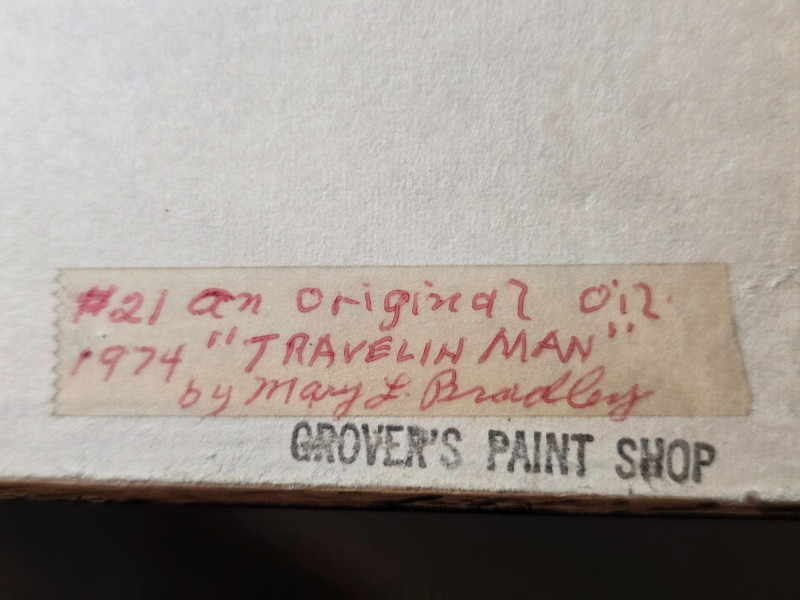 #21 an original oil.
1974 "TRAVELIN MAN"
by Mary L. Bradley
GROVER'S PAINT SHOP